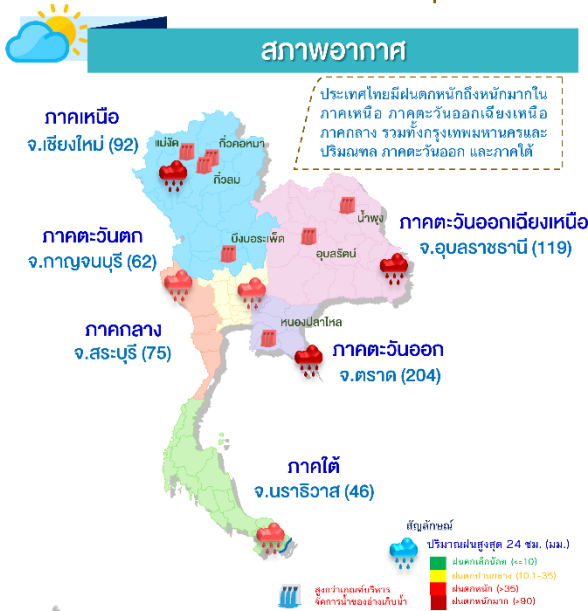 สภาพอากาศ
ประเทศไทยมีฝนตกหนักถึงหนักมากใน
ภาคเหนือ ภาคตะวันออกเฉียงเหนือ
ภาคกลาง รวมทั้งกรุงเทพมหานครและ
ปริมณฑล ภาคตะวันออก และภาคใต้
ภาคเหนือ
จ.เชียงใหม่ (92)
แม่งัด
กิ่วคอหมา
กิ่วลม
น้ำพุง
อุบลรัตน์
ภาคตะวันออกเฉียงเหนือ
จ.อุบลราชธานี (119)
ภาคตะวันตก
จ.กาญจนบุรี (62)
บึงบอระเพ็ด
ภาคกลาง
จ.สระบุรี (75)
หนองปลาไหล
ภาคตะวันออก
จ.ตราด (204)
ภาคใต้
จ.นราธิวาส (46)
สัญลักษณ์
ปริมาณฝนสูงสุด 24 ชม. (มม.)
ฝนตกเล็กน้อย (<=10)
ฝนตกปานกลาง (10.1-35)
ฝนตกหนัก (>35)
ฝนตกหนักมาก (>90)
สูงกว่าเกณฑ์บริหาร
จัดการน้ำของอ่างเก็บน้ำ